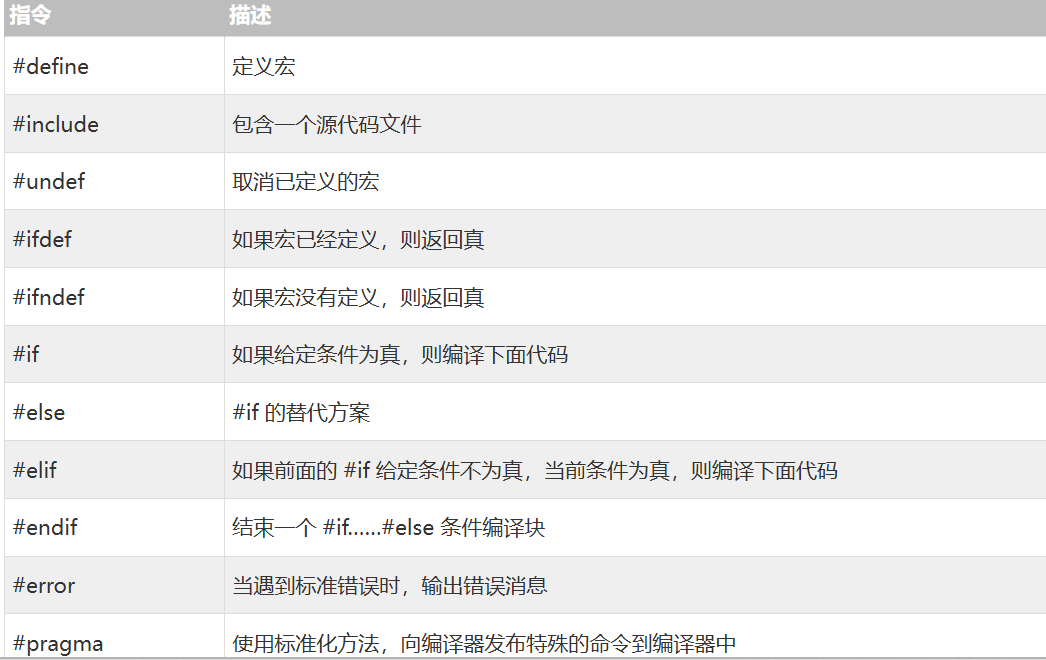 指令 描述
#define 定义宏
#include 包含一个源代码文件
#undef 取消已定义的宏
#ifdef 如果宏已经定义，则返回真
#ifndef 如果宏没有定义，则返回真
#if 如果给定条件为真，则编译下面代码
#else #if 的替代方案
#elif 如果前面的 #if 给定条件不为真，当前条件为真，则编译下面代码
#endif 结束一个 #if……#else 条件编译块
#error 当遇到标准错误时，输出错误消息
#pragma 使用标准化方法，向编译器发布特殊的命令到编译器中